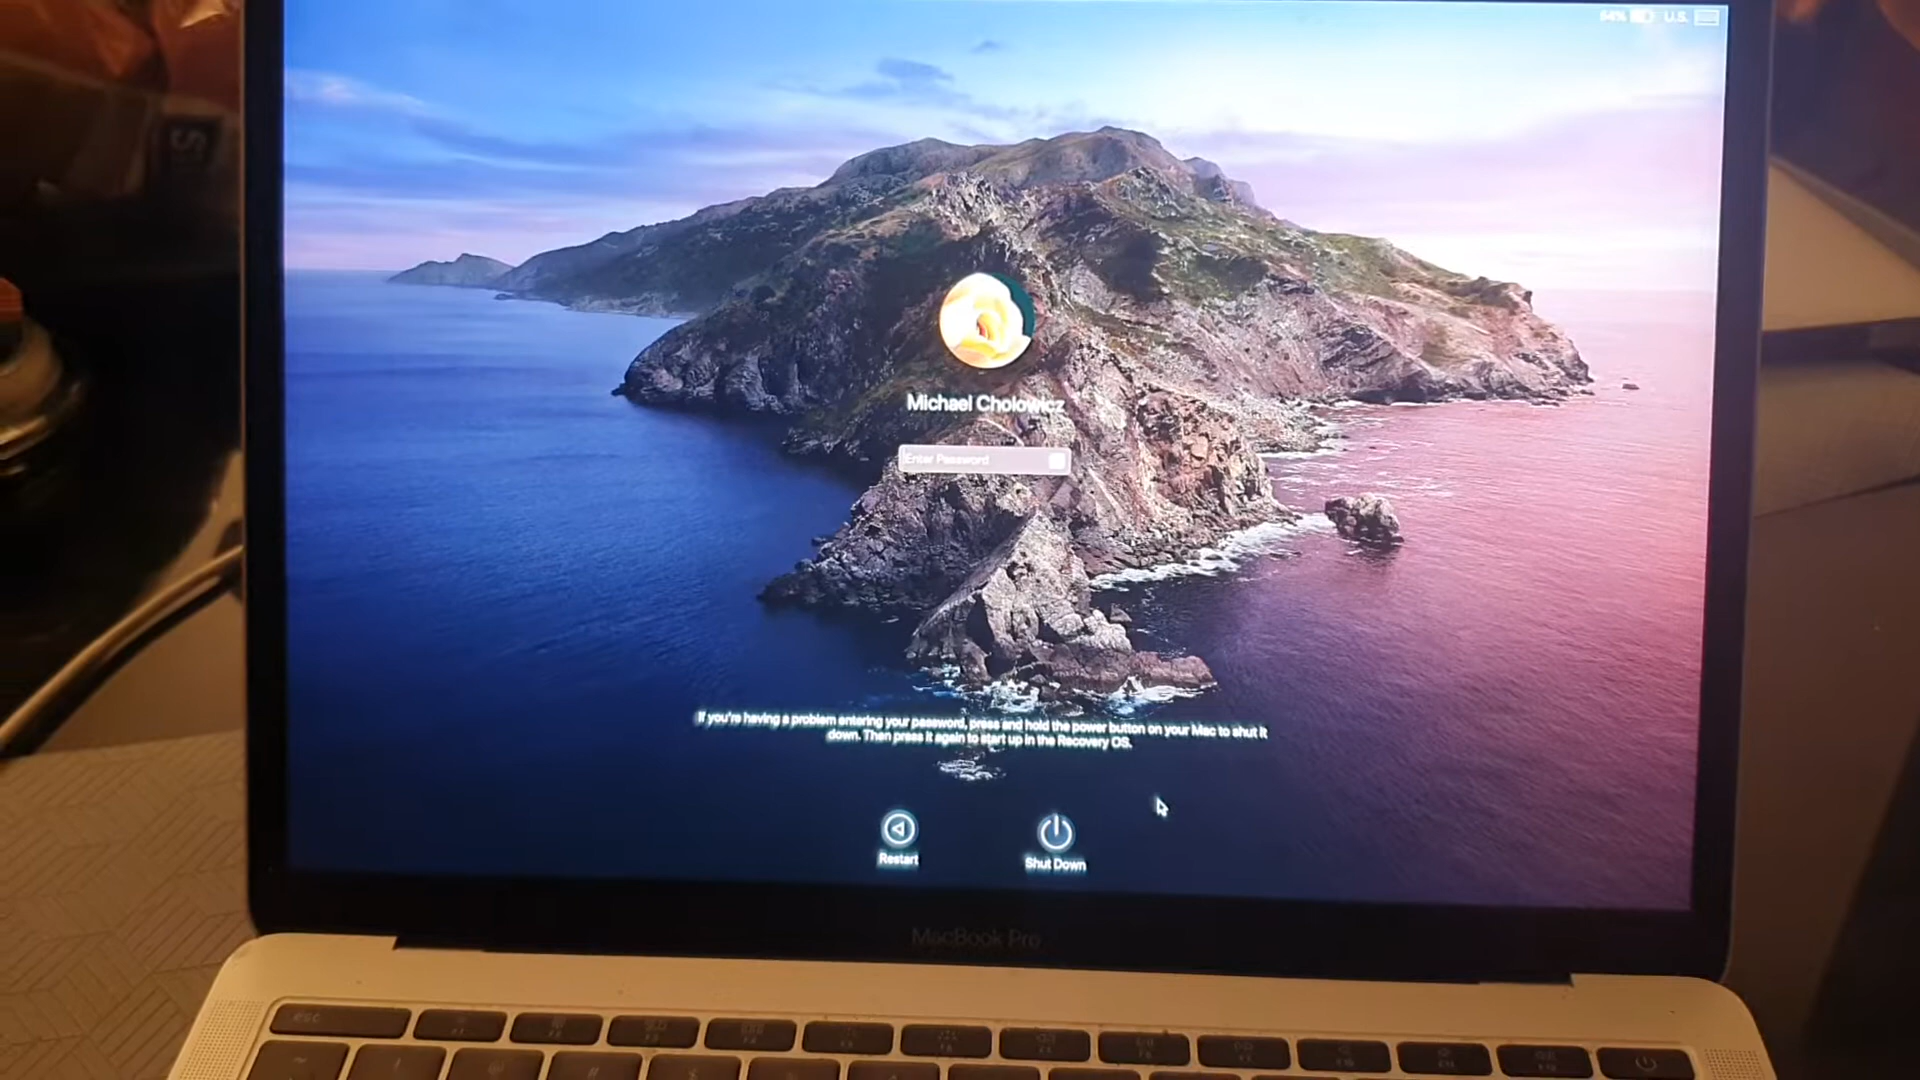 54% U.S.
Michael Cholowicz
Enter Password
If you're having a problem entering your password, press and hold the power button on your Mac to shut it
down. Then press it again to start up in the Recovery OS.
Restart
Shut Down
MacBook Pro
esc